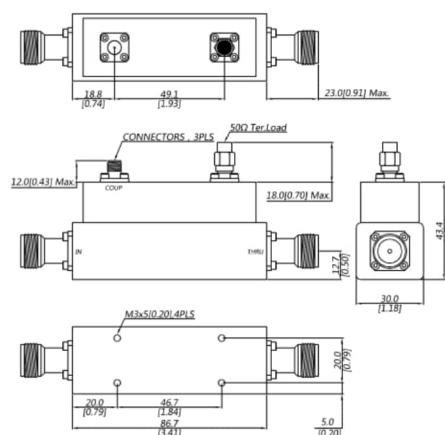 18.8
[0.74]
49.1
[1.93]
23.0[0.91] Max.
CONNECTORS , 3PLS
50Ω Ter.Load
12.0[0.43] Max.
COUP
18.0[0.70] Max.
IN
THRU
12.7
[0.50]
43.4
30.0
[1.18]
M3x5[0.20],4PLS
20.0
[0.79]
46.7
[1.84]
86.7
[3.41]
20.0
[0.79]
5.0
[0.20]